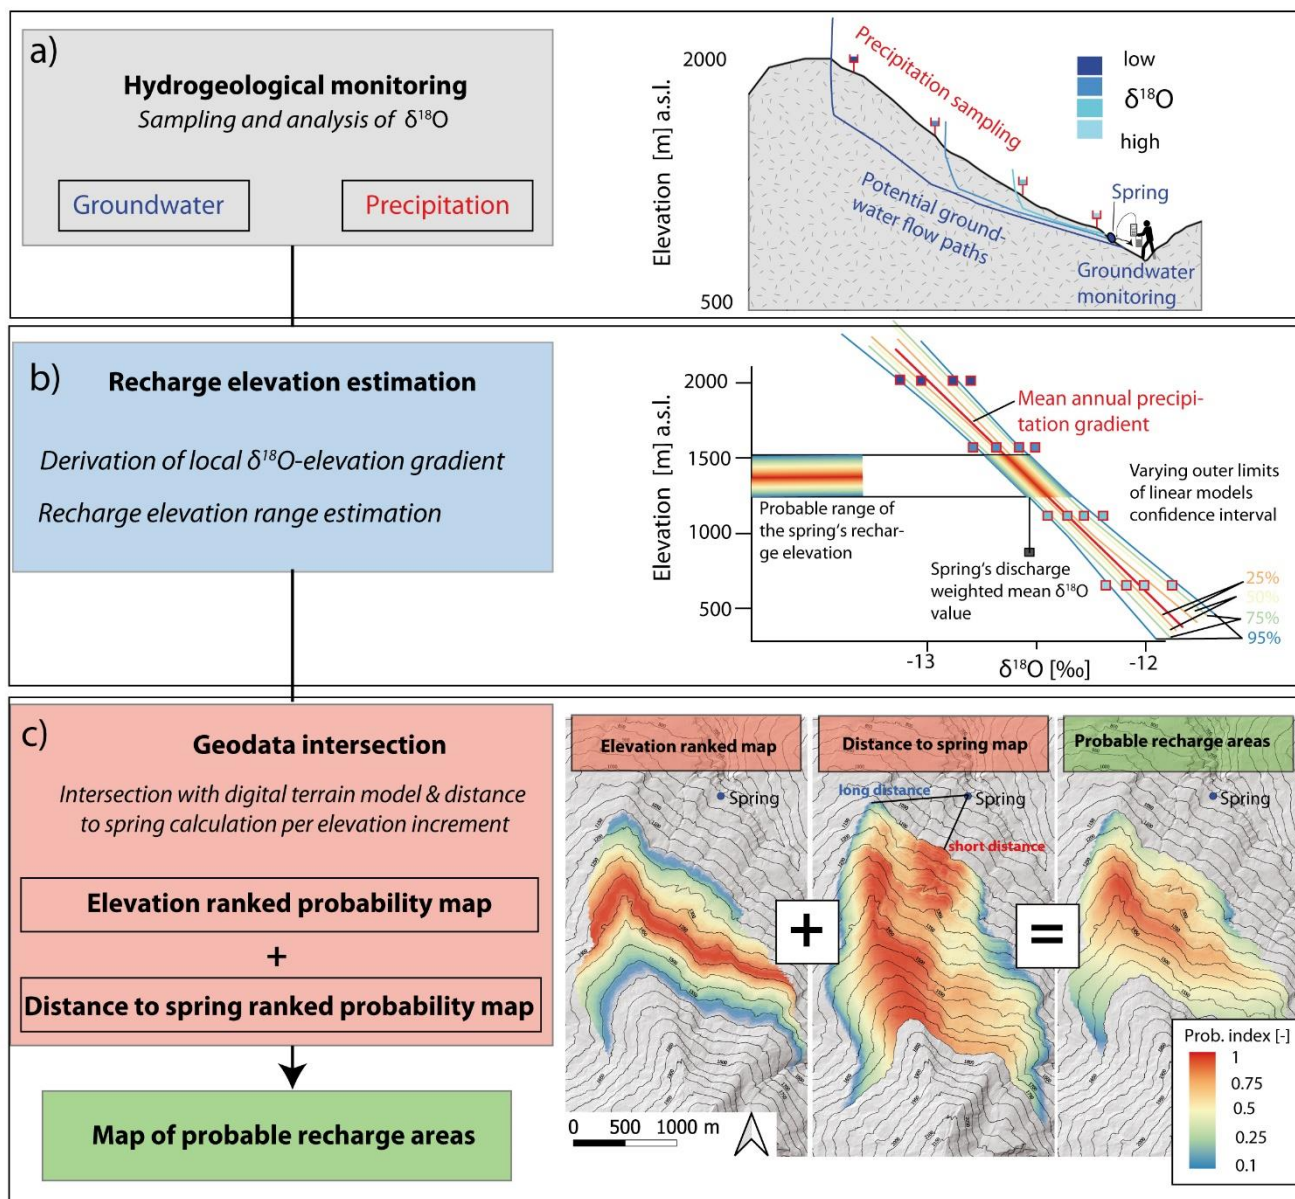 a)
Hydrogeological monitoring
Sampling and analysis of δ¹⁸O
Groundwater
Precipitation
2000
500
Elevation [m] a.s.l.
Precipitation sampling
Potential ground-
water flow paths
low
δ¹⁸O
high
Spring
Groundwater
monitoring
b)
Recharge elevation estimation
Derivation of local δ¹⁸O-elevation gradient
Recharge elevation range estimation
Elevation [m] a.s.l.
2000
1500
1000
500
Mean annual precipi-
tation gradient
Varying outer limits
of linear models
confidence interval
Probable range of
the spring's rechar-
ge elevation
Spring's discharge
weighted mean δ¹⁸O
value
25%
50%
75%
95%
-13
δ¹⁸O [‰]
-12
c)
Geodata intersection
Intersection with digital terrain model & distance
to spring calculation per elevation increment
Elevation ranked probability map
+
Distance to spring ranked probability map
Map of probable recharge areas
Elevation ranked map
Spring
+
Distance to spring map
long distance
Spring
short distance
=
Probable recharge areas
Spring
0 500 1000 m
Prob. index [-]
1
0.75
0.5
0.25
0.1